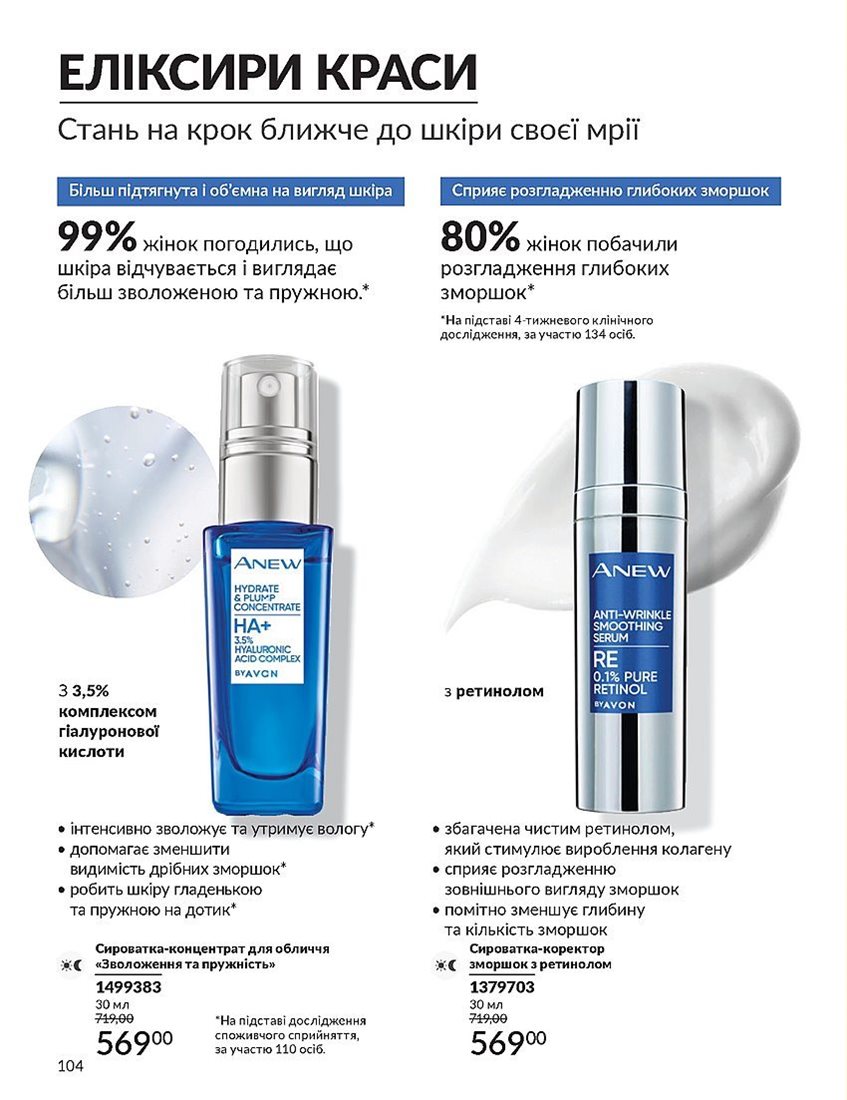 ЕЛІКСИРИ КРАСИ
Стань на крок ближче до шкіри своєї мрії
Більш підтягнута і об'ємна на вигляд шкіра
99% жінок погодились, що
шкіра відчувається і виглядає
більш зволоженою та пружною.*
Сприяє розгладженню глибоких зморшок
80% жінок побачили
розгладження глибоких
зморшок*
*На підставі 4-тижневого клінічного
дослідження, за участю 134 осіб.
ANEW
HYDRATE
& PLUMP
CONCENTRATE
HA+
3.5%
HYALURONIC
ACID COMPLEX
BY AVON
З 3,5%
комплексом
гіалуронової
кислоти
ANEW
ANTI-WRINKLE
SMOOTHING
SERUM
RE
0.1% PURE
RETINOL
BY AVON
з ретинолом
• інтенсивно зволожує та утримує вологу*
• допомагає зменшити
видимість дрібних зморшок*
• робить шкіру гладенькою
та пружною на дотик*
Сироватка-концентрат для обличчя
«Зволоження та пружність»
1499383
30 мл
719,00
56900
*На підставі дослідження
споживчого сприйняття,
за участю 110 осіб.
• збагачена чистим ретинолом,
який стимулює вироблення колагену
• сприяє розгладженню
зовнішнього вигляду зморшок
• помітно зменшує глибину
та кількість зморшок
Сироватка-коректор
зморшок з ретинолом
1379703
30 мл
719,00
56900
104